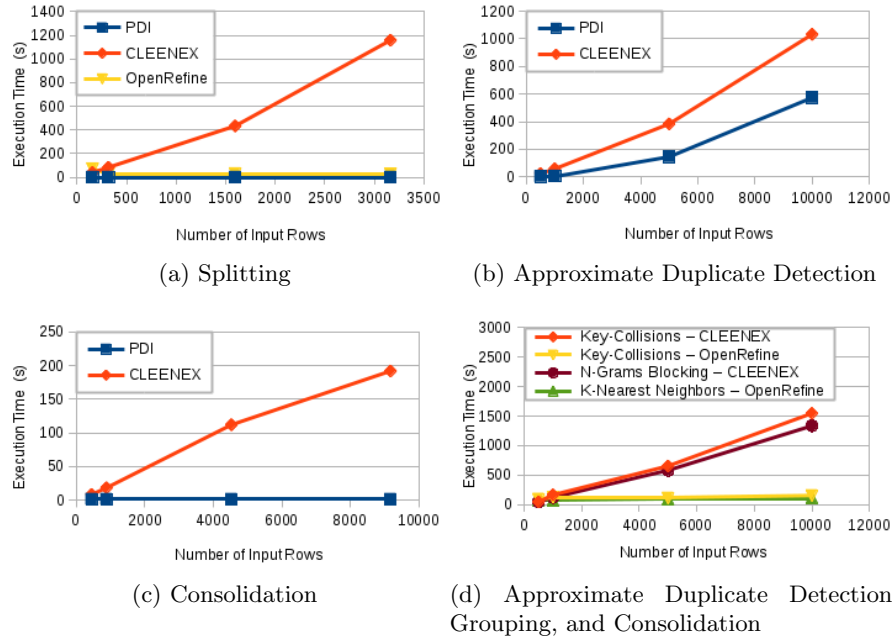 1400
1200
1000
800
600
400
200
0
Execution Time (s)
PDI
CLEENEX
OpenRefine
0 500 1000 1500 2000 2500 3000 3500
Number of Input Rows
(a) Splitting
1200
1000
800
600
400
200
0
Execution Time (s)
PDI
CLEENEX
0 2000 4000 6000 8000 10000 12000
Number of Input Rows
(b) Approximate Duplicate Detection
250
200
150
100
50
0
Execution Time (s)
PDI
CLEENEX
0 2000 4000 6000 8000 10000
Number of Input Rows
(c) Consolidation
3000
2500
2000
1500
1000
500
0
Execution Time (s)
Key-Collisions – CLEENEX
Key-Collisions – OpenRefine
N-Grams Blocking – CLEENEX
K-Nearest Neighbors – OpenRefine
0 2000 4000 6000 8000 10000 12000
Number of Input Rows
(d) Approximate Duplicate Detection
Grouping, and Consolidation